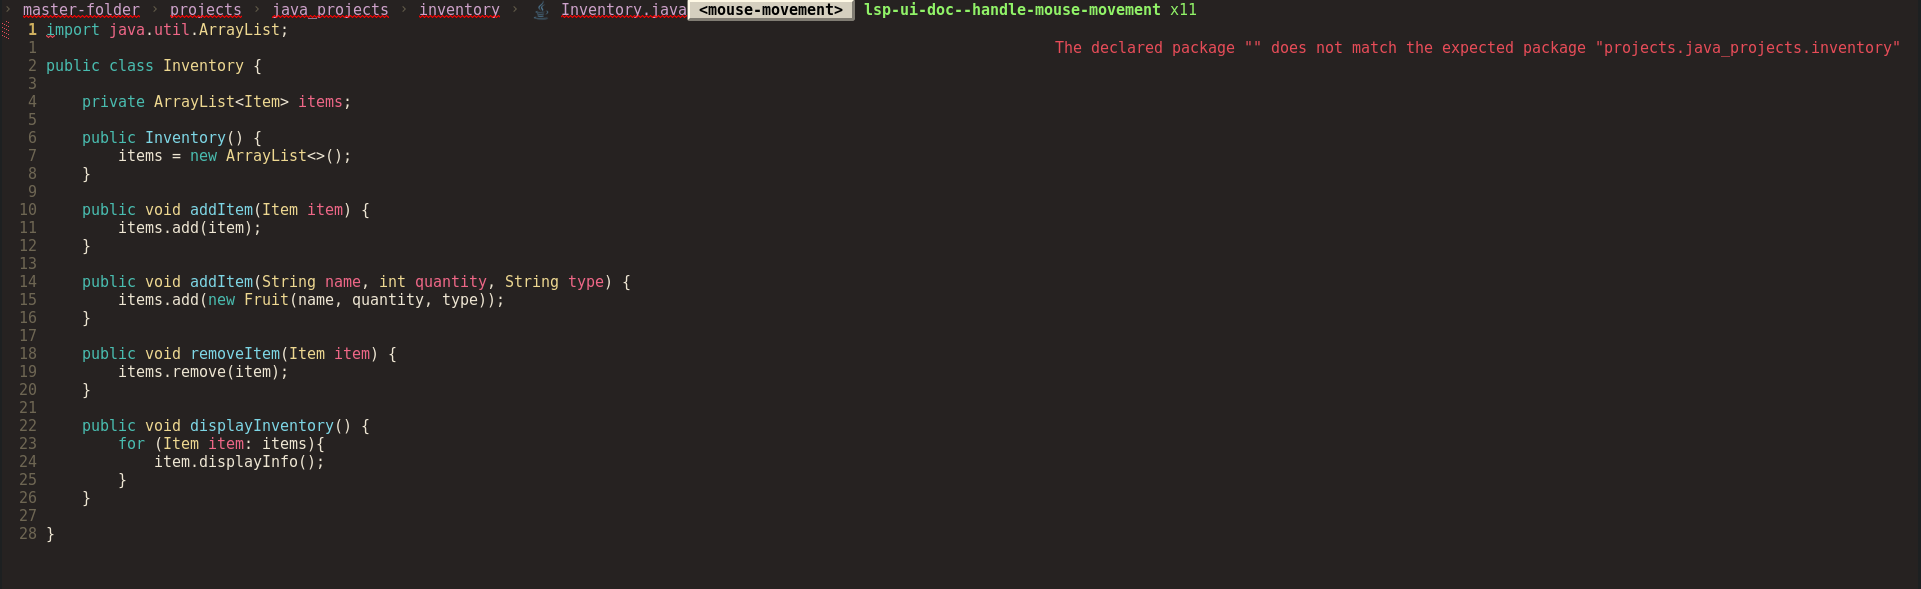 › master-folder › projects › java_projects › inventory › Inventory.java <mouse-movement> lsp-ui-doc--handle-mouse-movement x11
1 import java.util.ArrayList;
1 The declared package "" does not match the expected package "projects.java_projects.inventory"
2 public class Inventory {
3
4     private ArrayList<Item> items;
5
6     public Inventory() {
7         items = new ArrayList<>();
8     }
9
10     public void addItem(Item item) {
11         items.add(item);
12     }
13
14     public void addItem(String name, int quantity, String type) {
15         items.add(new Fruit(name, quantity, type));
16     }
17
18     public void removeItem(Item item) {
19         items.remove(item);
20     }
21
22     public void displayInventory() {
23         for (Item item: items){
24             item.displayInfo();
25         }
26     }
27
28 }